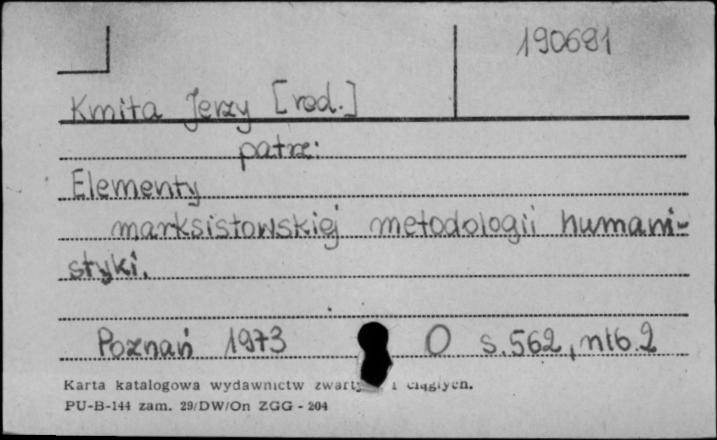 190681
Kmita Jerzy [red.]
patrz:
Elementy
marksistowskiej metodologii humani-
styki.
Poznań 1973 O s.562, nlb.2
Karta katalogowa wydawnictw zwartych i ciągłych.
PU-B-144 zam. 29/DW/On ZGG - 204